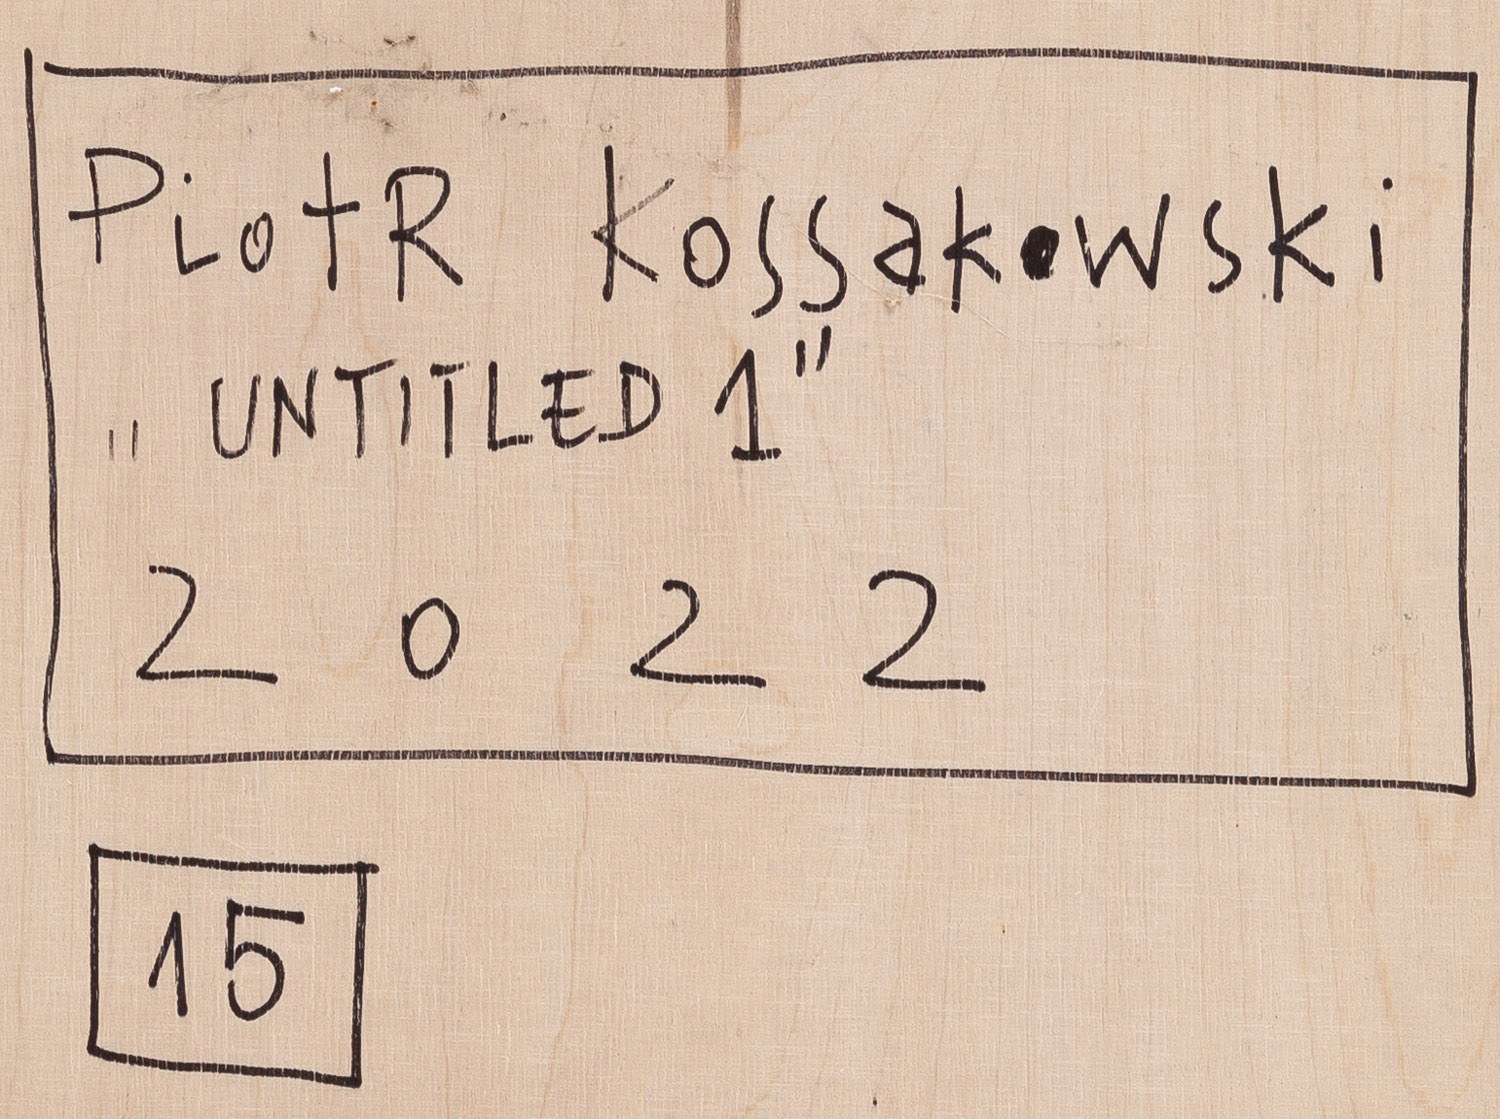 PiotR Kossakowski
„UNTITLED 1”
2022
15